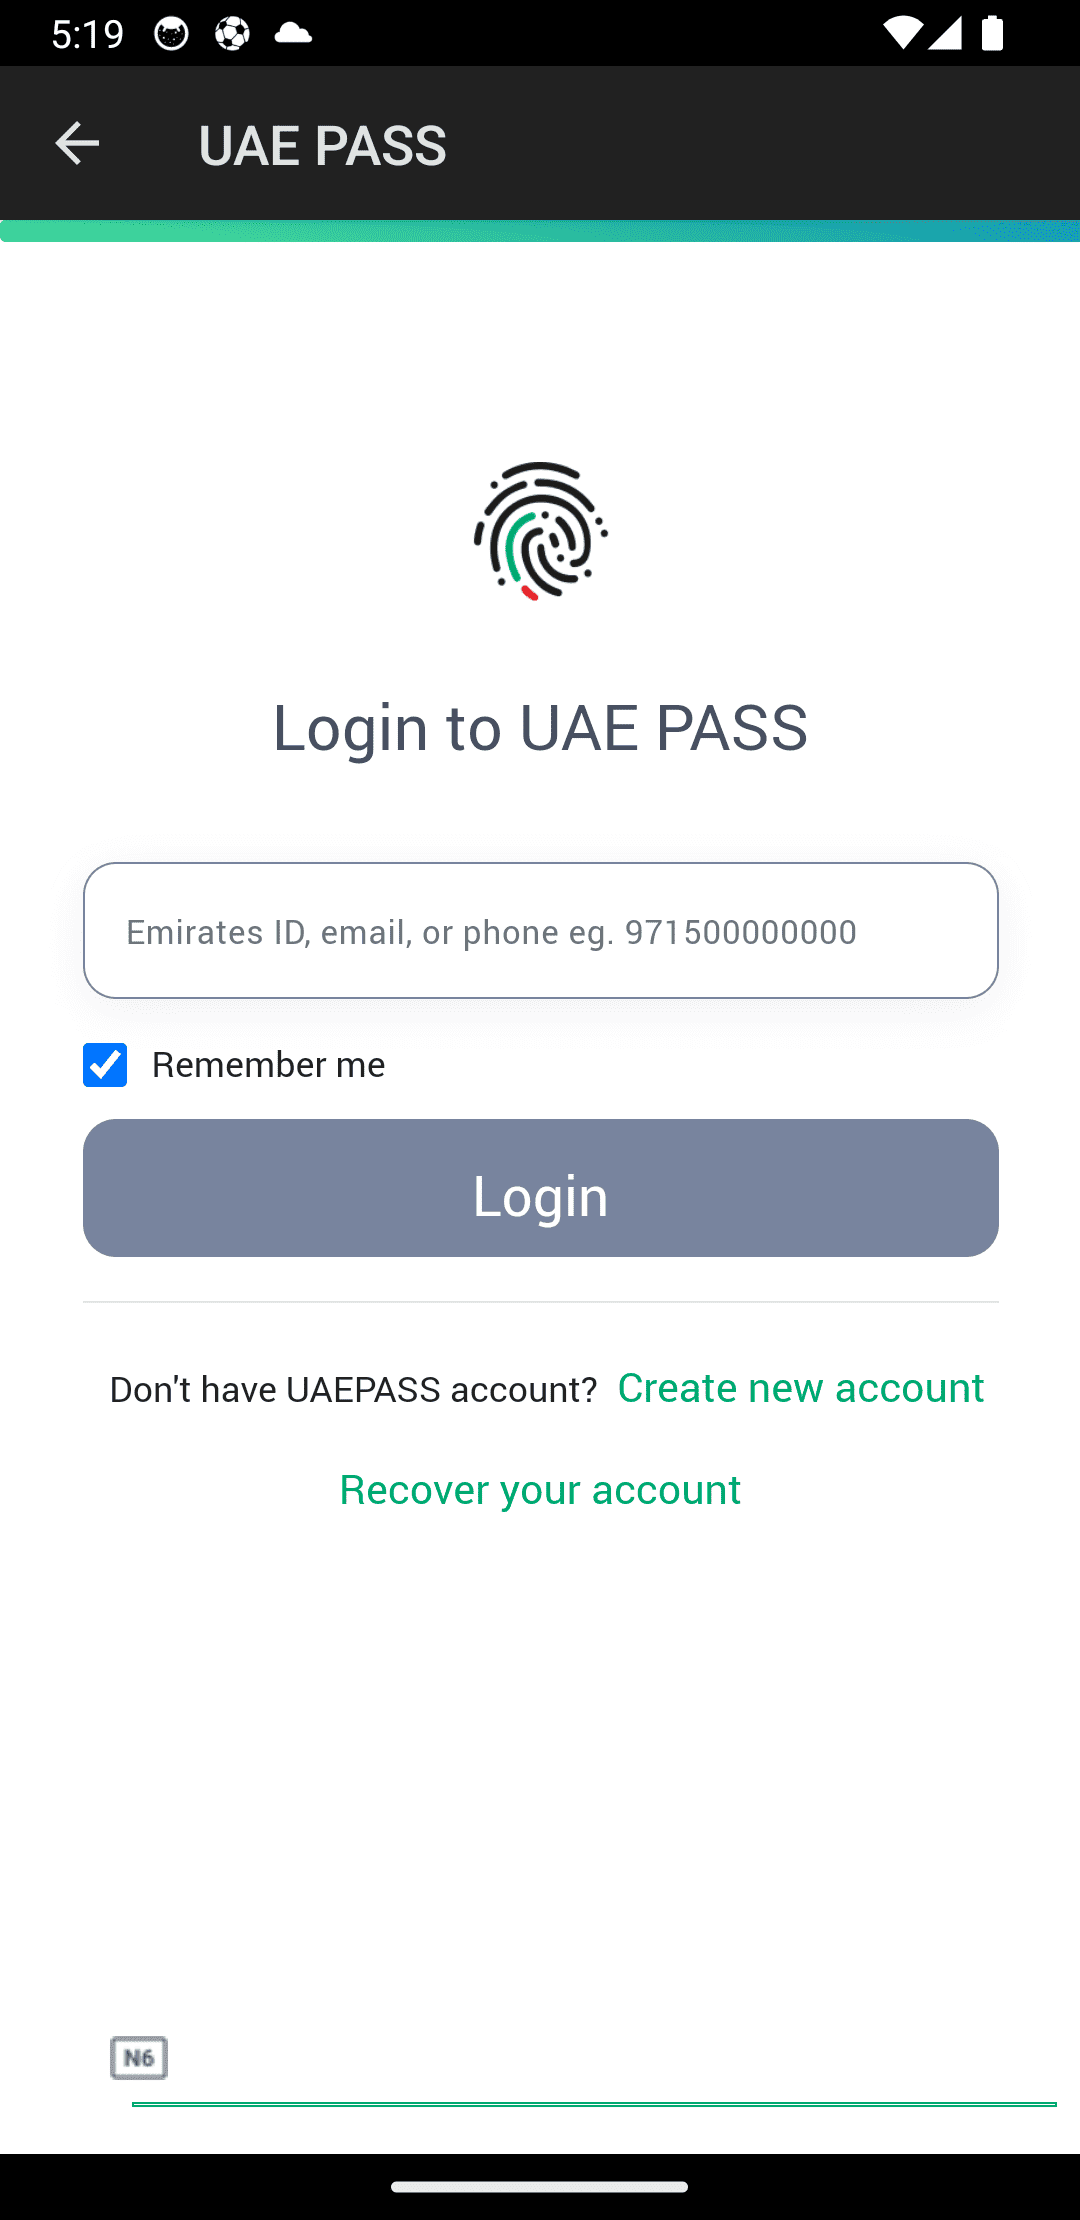 5:19
UAE PASS
Login to UAE PASS
Emirates ID, email, or phone eg. 971500000000
Remember me
Login
Don't have UAEPASS account? Create new account
Recover your account
N6